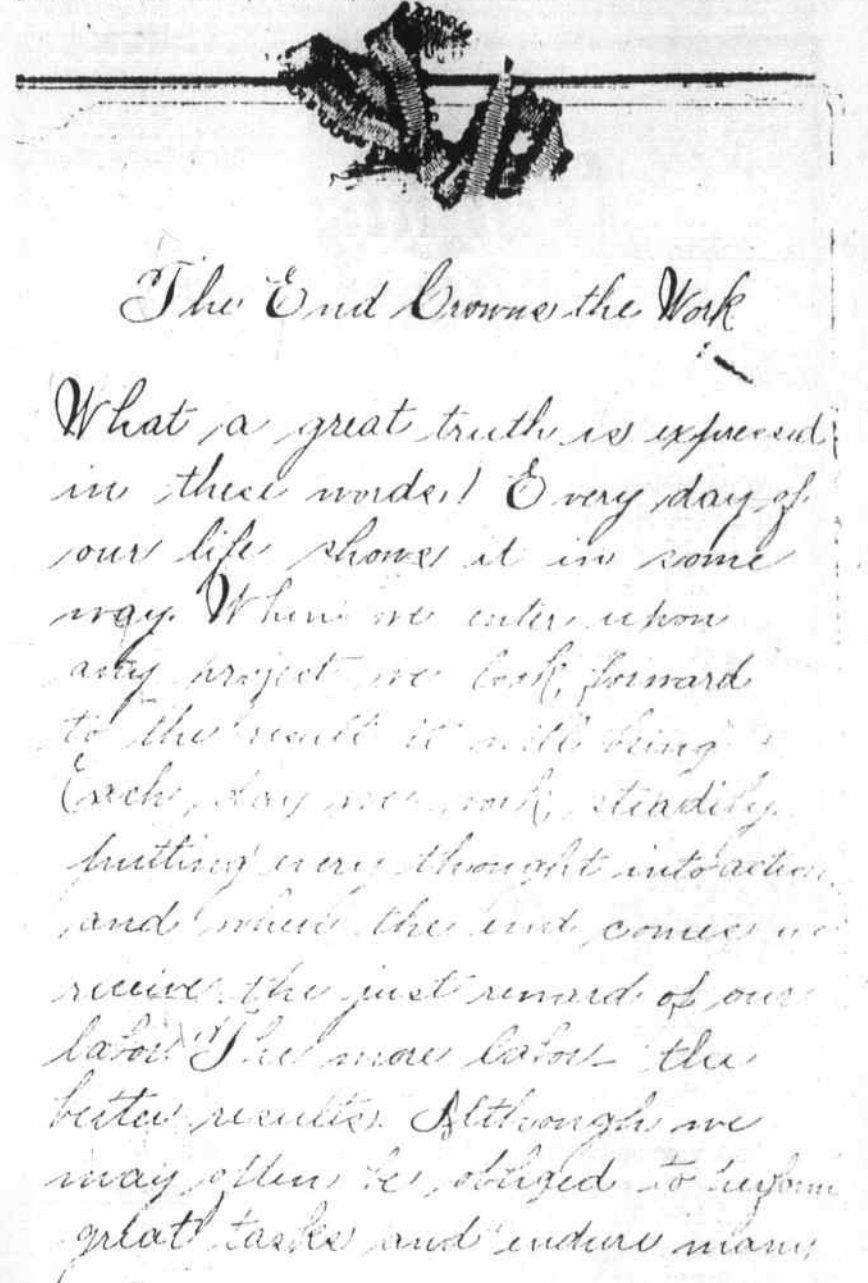 The End Crowns the Work
What a great truth is expressed
in these words! Every day of
our life shows it in some
way. When we enter upon
any project we look forward
to the result it will bring
Each day we work, steadily
putting every thought into action
and when the end comes we
receive the just reward of our
labor. The more labor the
better results. Although we
may often be obliged to perform
great tasks and endure many